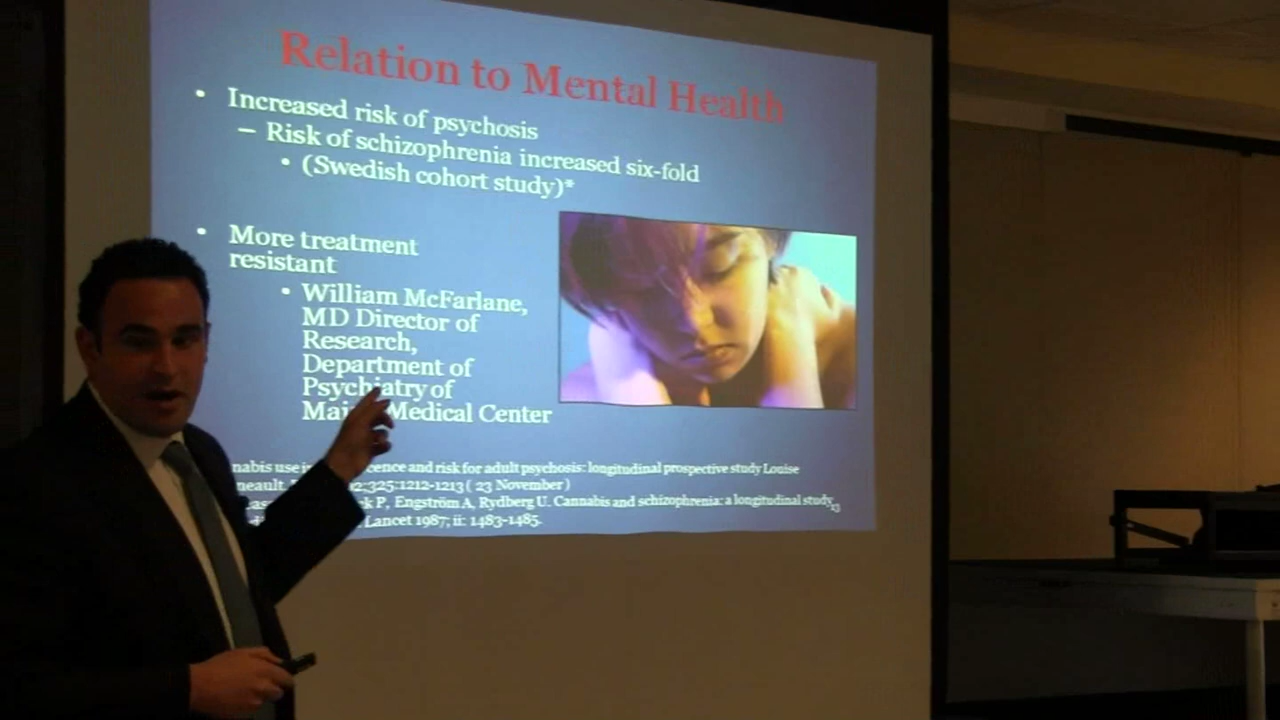 Relation to Mental Health
• Increased risk of psychosis
– Risk of schizophrenia increased six-fold
• (Swedish cohort study)*
• More treatment
resistant
• William McFarlane,
MD Director of
Research,
Department of
Psychiatry of
Medical Center
use in and risk for adult psychosis: longitudinal prospective study Louise
325:1212-1213 ( 23 November )
P, Engström A, Rydberg U. Cannabis and schizophrenia: a longitudinal study.
Lancet 1987; ii: 1483-1485.